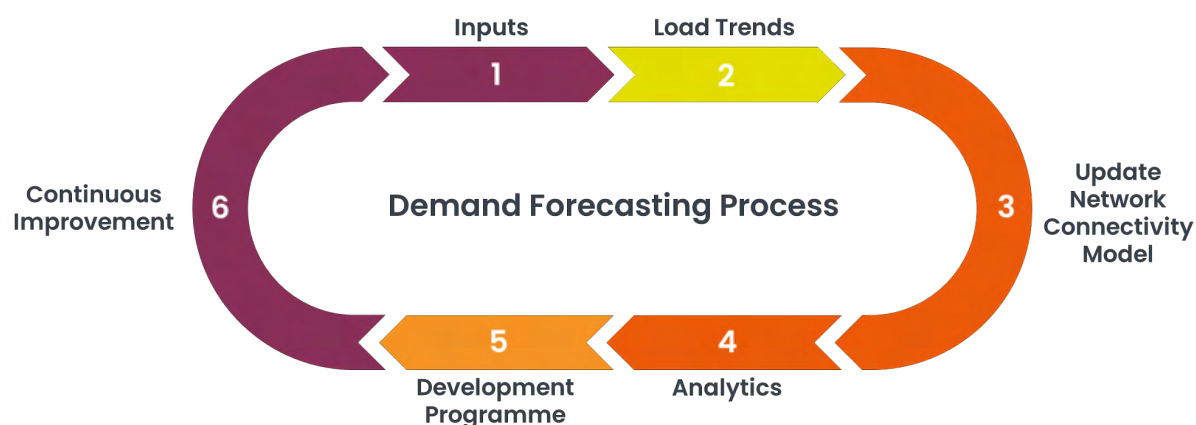 Inputs
1
Load Trends
2
Update
Network
Connectivity
Model
3
Analytics
4
Development
Programme
5
Continuous
Improvement
6
Demand Forecasting Process